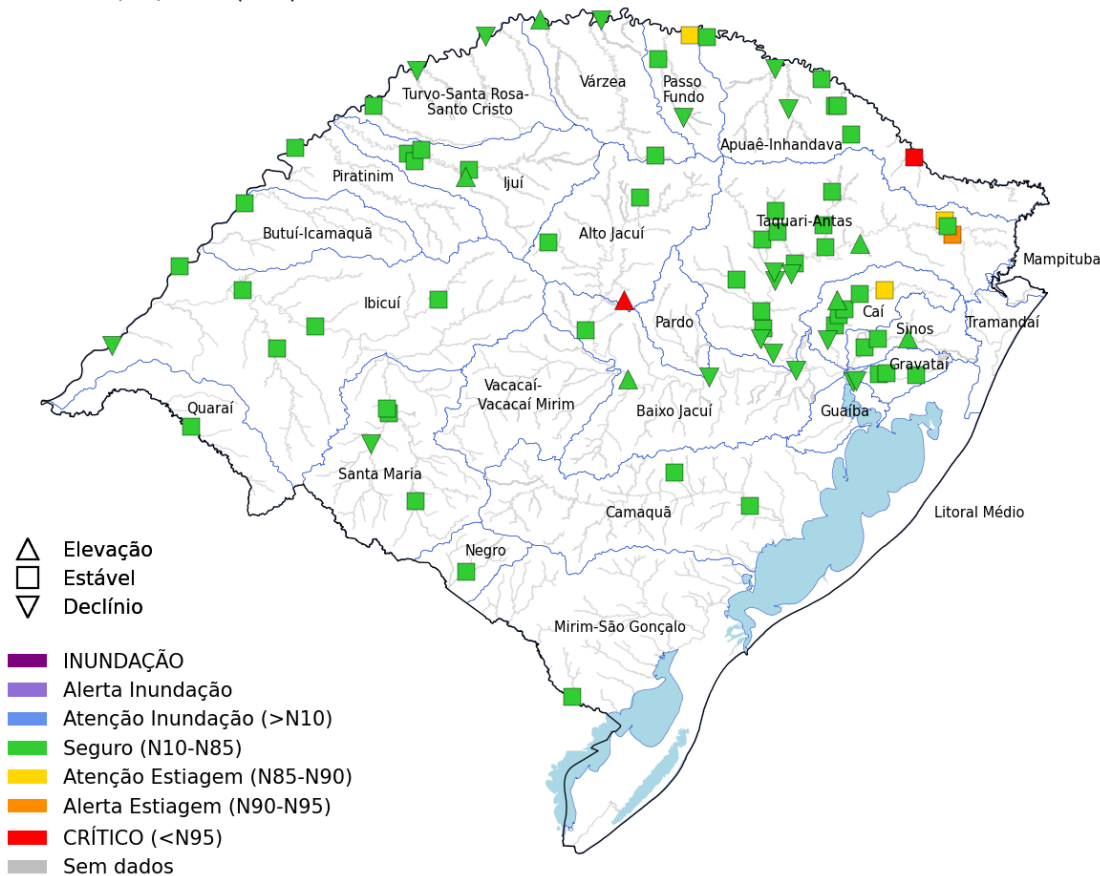 Várzea
Passo
Fundo
Turvo-Santa Rosa-
Santo Cristo
Apuaê-Inhandava
Piratinim
Ijuí
Taquari-Antas
Butuí-Icamaquã
Alto Jacuí
Mampituba
Ibicuí
Caí
Pardo
Sinos
Tramandaí
Gravataí
Vacacaí-
Vacacaí Mirim
Quaraí
Baixo Jacuí
Guaíba
Santa Maria
Camaquã
Litoral Médio
Negro
Mirim-São Gonçalo
Elevação
Estável
Declínio
INUNDAÇÃO
Alerta Inundação
Atenção Inundação (>N10)
Seguro (N10-N85)
Atenção Estiagem (N85-N90)
Alerta Estiagem (N90-N95)
CRÍTICO (<N95)
Sem dados